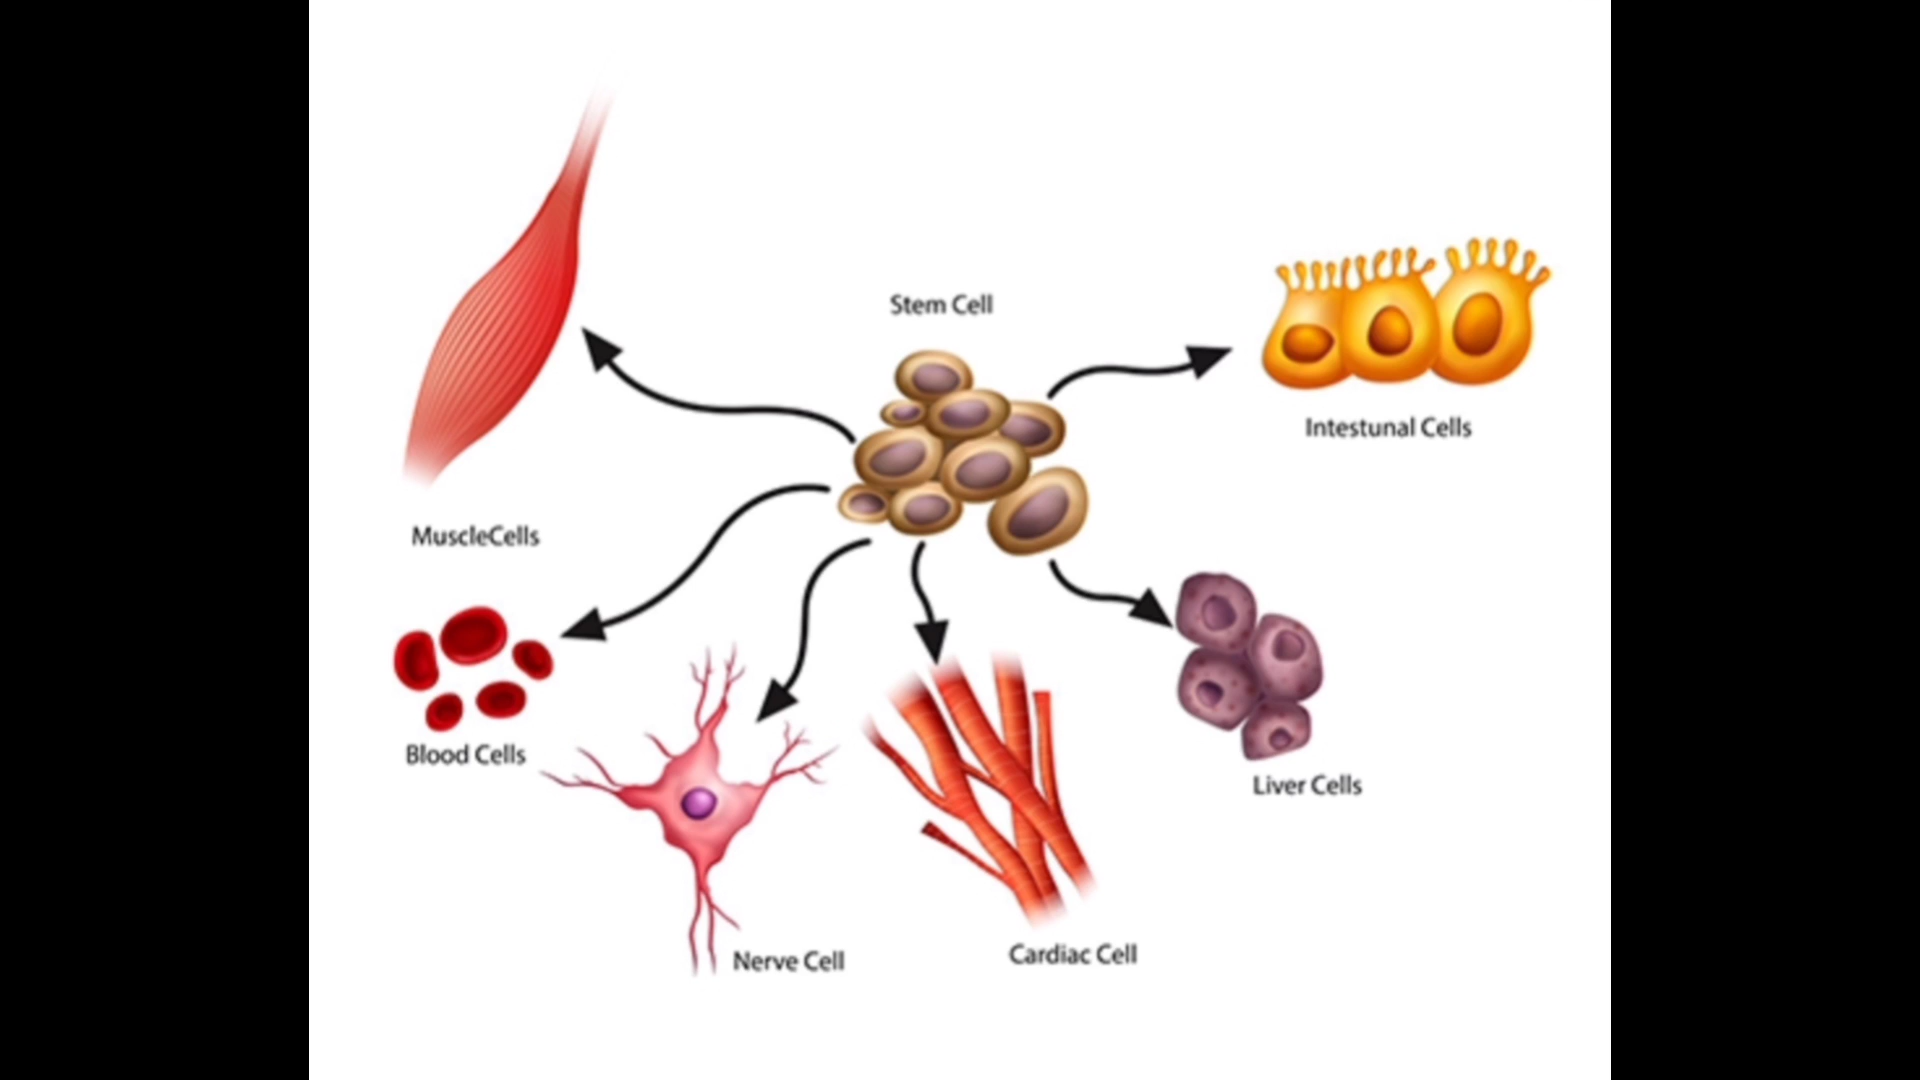 Stem Cell
Intestunal Cells
MuscleCells
Blood Cells
Liver Cells
Nerve Cell
Cardiac Cell